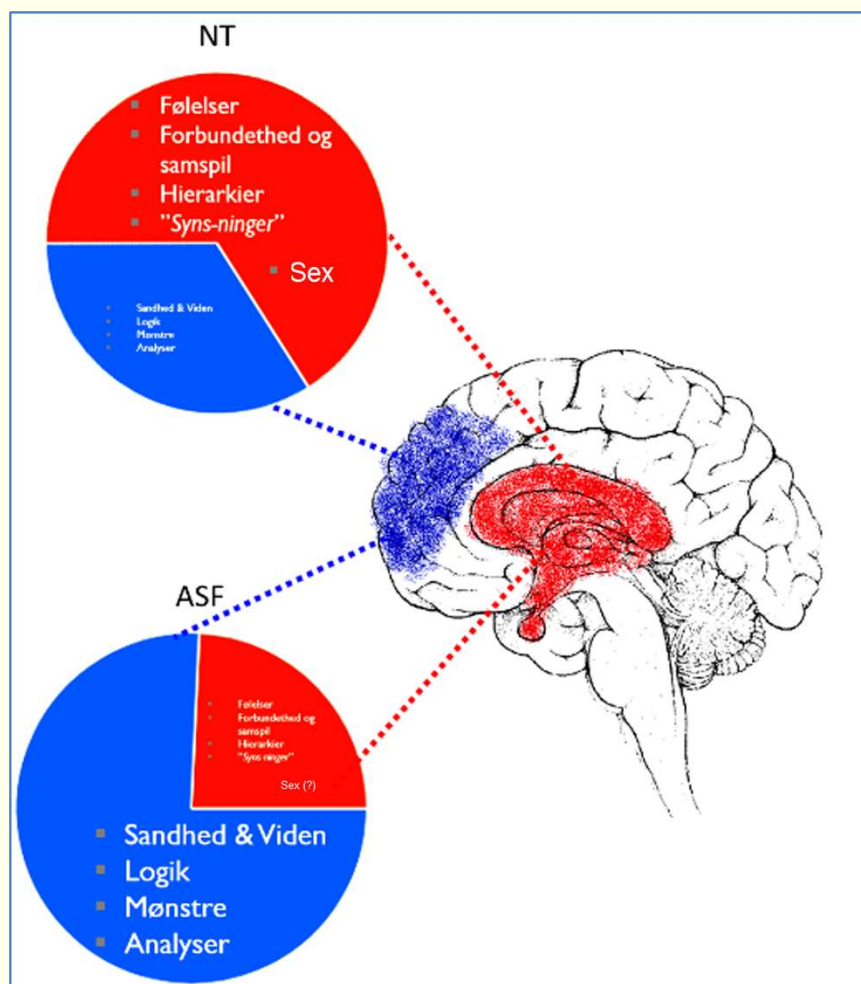 NT
Følelser
Forbundethed og
samspil
Hierarkier
"Syns-ninger"
Sex
Sandhed & Viden
Logik
Mønstre
Analyser
ASF
Følelser
Forbundethed og
samspil
Hierarkier
"Syns-ninger"
Sex (?)
Sandhed & Viden
Logik
Mønstre
Analyser